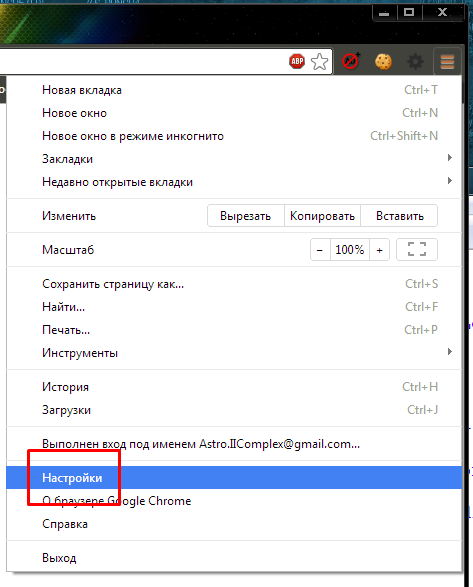 ABP
Новая вкладка Ctrl+T
Новое окно Ctrl+N
Новое окно в режиме инкогнито Ctrl+Shift+N
Закладки
Недавно открытые вкладки
Изменить Вырезать Копировать Вставить
Масштаб − 100% +
Сохранить страницу как... Ctrl+S
Найти... Ctrl+F
Печать... Ctrl+P
Инструменты
История Ctrl+H
Загрузки Ctrl+J
Выполнен вход под именем Astro.IIComplex@gmail.com...
Настройки
О браузере Google Chrome
Справка
Выход